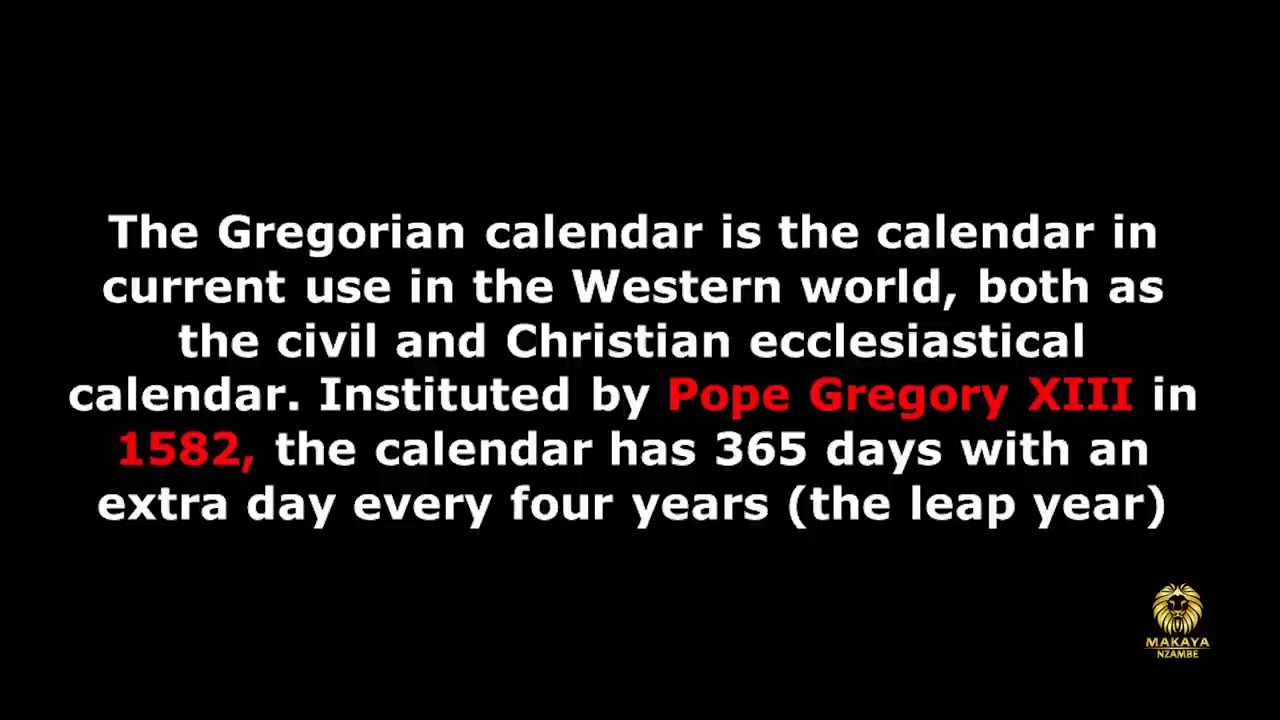 The Gregorian calendar is the calendar in
current use in the Western world, both as
the civil and Christian ecclesiastical
calendar. Instituted by Pope Gregory XIII in
1582, the calendar has 365 days with an
extra day every four years (the leap year)
MAKAYA
NZAMBE